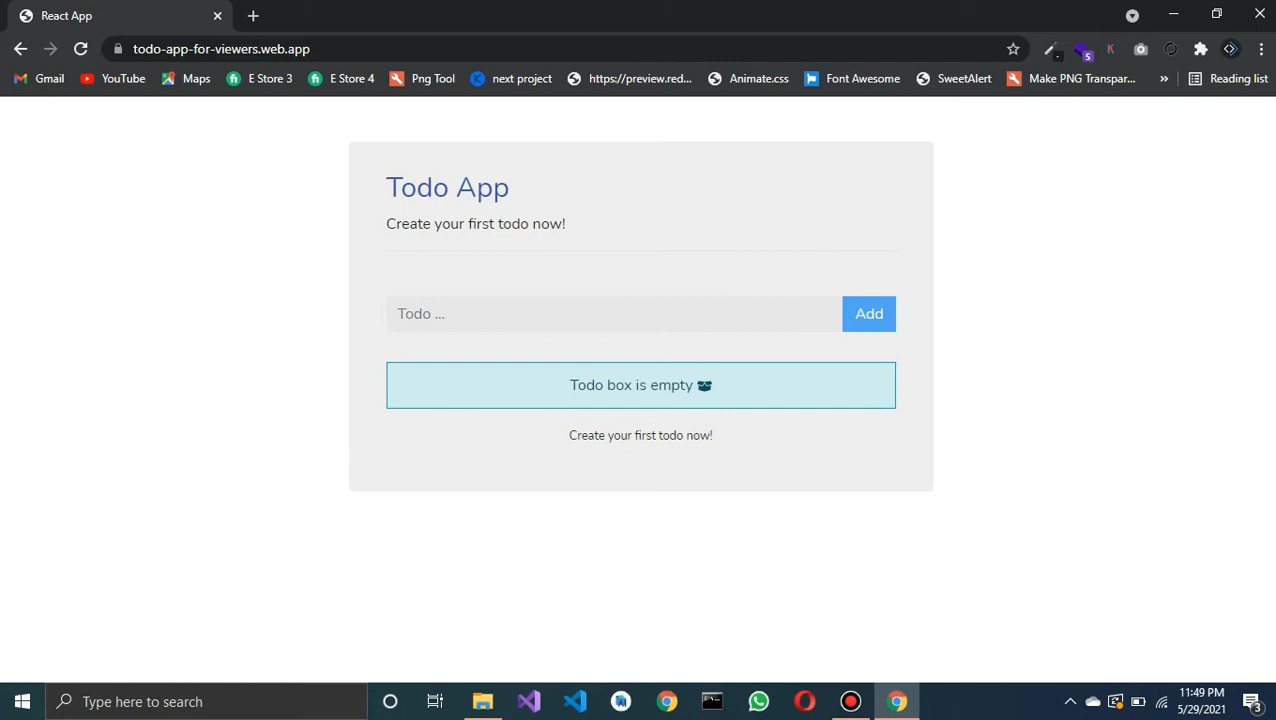 React App
todo-app-for-viewers.web.app
5
K
Gmail YouTube Maps E Store 3 E Store 4 Png Tool next project https://preview.red... Animate.css Font Awesome SweetAlert Make PNG Transpar... » Reading list
Todo App
Create your first todo now!
Todo ...
Add
Todo box is empty
Create your first todo now!
Type here to search
11:49 PM
5/29/2021
3